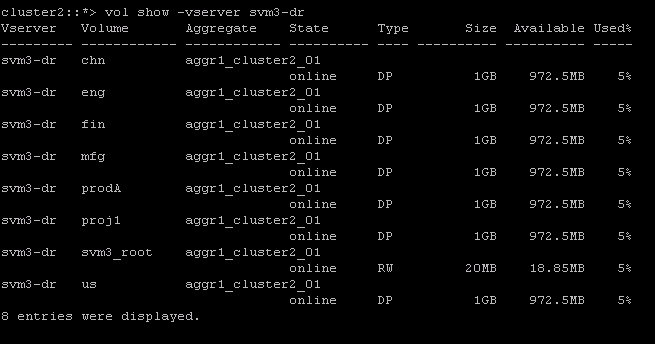 cluster2::*> vol show -vserver svm3-dr
Vserver   Volume       Aggregate    State      Type       Size  Available Used%
--------- ------------ ------------ ---------- ---- ---------- ---------- -----
svm3-dr   chn          aggr1_cluster2_01
                                    online     DP          1GB    972.5MB    5%
svm3-dr   eng          aggr1_cluster2_01
                                    online     DP          1GB    972.5MB    5%
svm3-dr   fin          aggr1_cluster2_01
                                    online     DP          1GB    972.5MB    5%
svm3-dr   mfg          aggr1_cluster2_01
                                    online     DP          1GB    972.5MB    5%
svm3-dr   prodA        aggr1_cluster2_01
                                    online     DP          1GB    972.5MB    5%
svm3-dr   proj1        aggr1_cluster2_01
                                    online     DP          1GB    972.5MB    5%
svm3-dr   svm3_root    aggr1_cluster2_01
                                    online     RW         20MB    18.85MB    5%
svm3-dr   us           aggr1_cluster2_01
                                    online     DP          1GB    972.5MB    5%
8 entries were displayed.